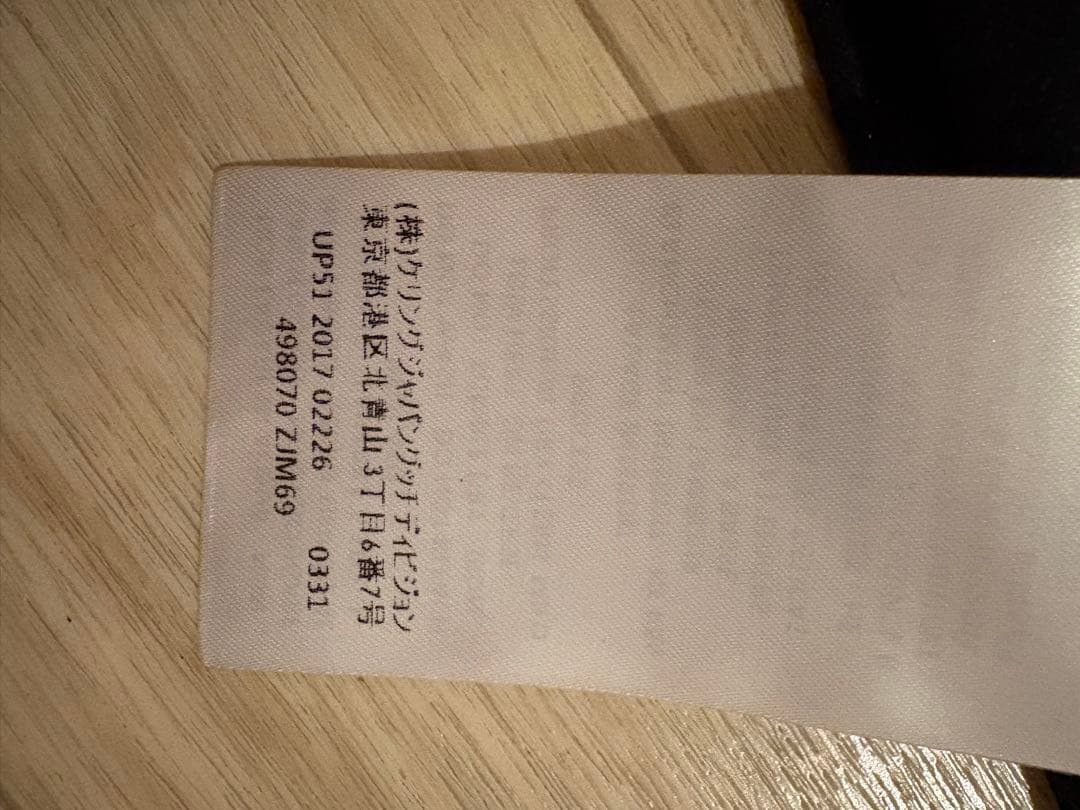 (株)ケリングジャパングッチディビジョン
東京都港区北青山3丁目6番7号
UP51 2017 02226 0331
498070 ZJM69